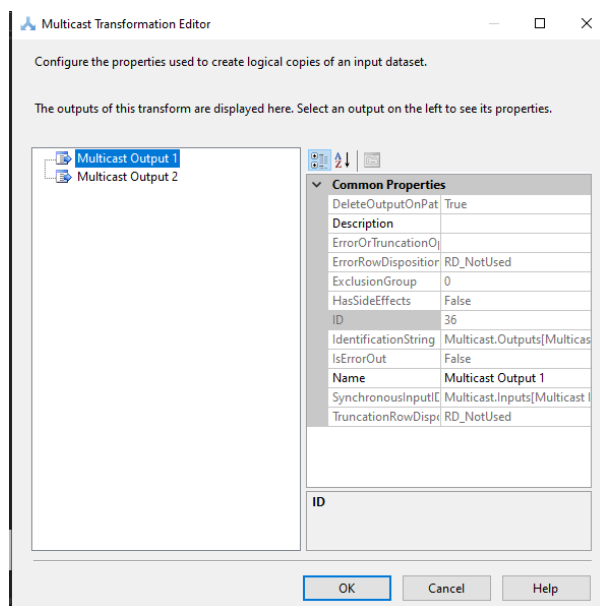 Multicast Transformation Editor
Configure the properties used to create logical copies of an input dataset.
The outputs of this transform are displayed here. Select an output on the left to see its properties.
Multicast Output 1
Multicast Output 2
Common Properties
DeleteOutputOnPat True
Description
ErrorOrTruncationO
ErrorRowDisposition RD_NotUsed
ExclusionGroup 0
HasSideEffects False
ID 36
IdentificationString Multicast.Outputs[Multicas
IsErrorOut False
Name Multicast Output 1
SynchronousInputI Multicast.Inputs[Multicast I
TruncationRowDispo RD_NotUsed
ID
OK Cancel Help